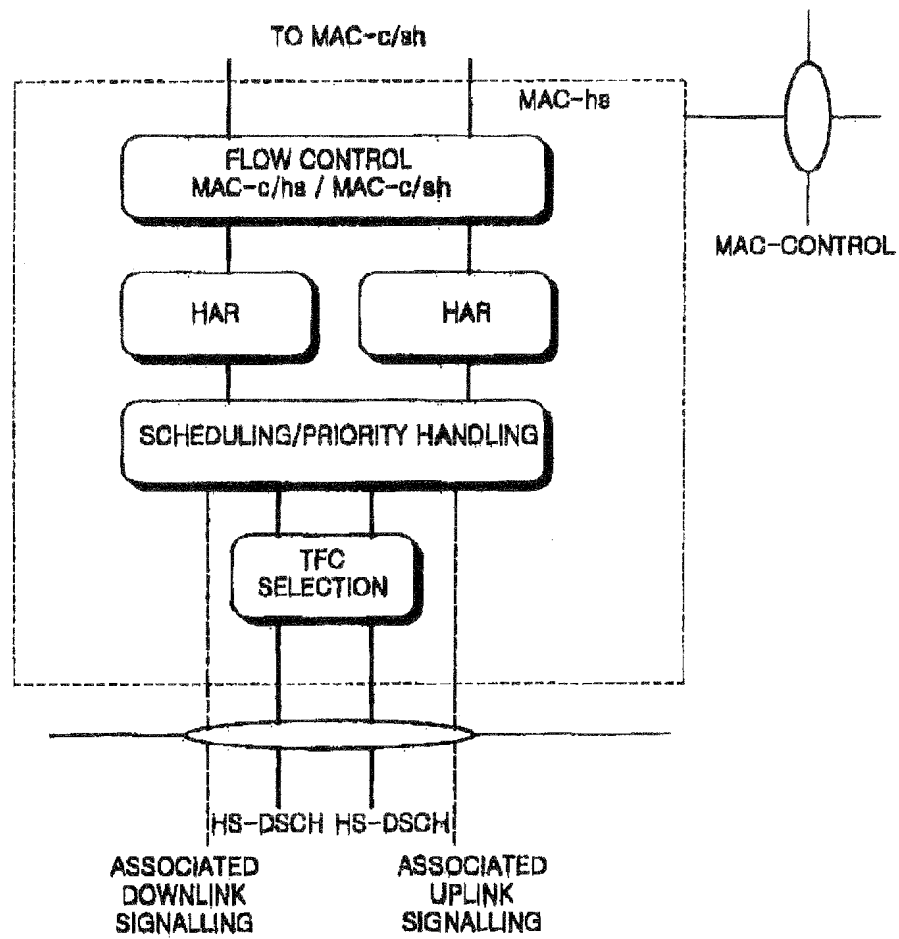 TO MAC-c/sh
MAC-hs
FLOW CONTROL
MAC-c/hs / MAC-c/sh
MAC-CONTROL
HAR
HAR
SCHEDULING/PRIORITY HANDLING
TFC
SELECTION
HS-DSCH
HS-DSCH
ASSOCIATED
DOWNLINK
SIGNALLING
ASSOCIATED
UPLINK
SIGNALLING